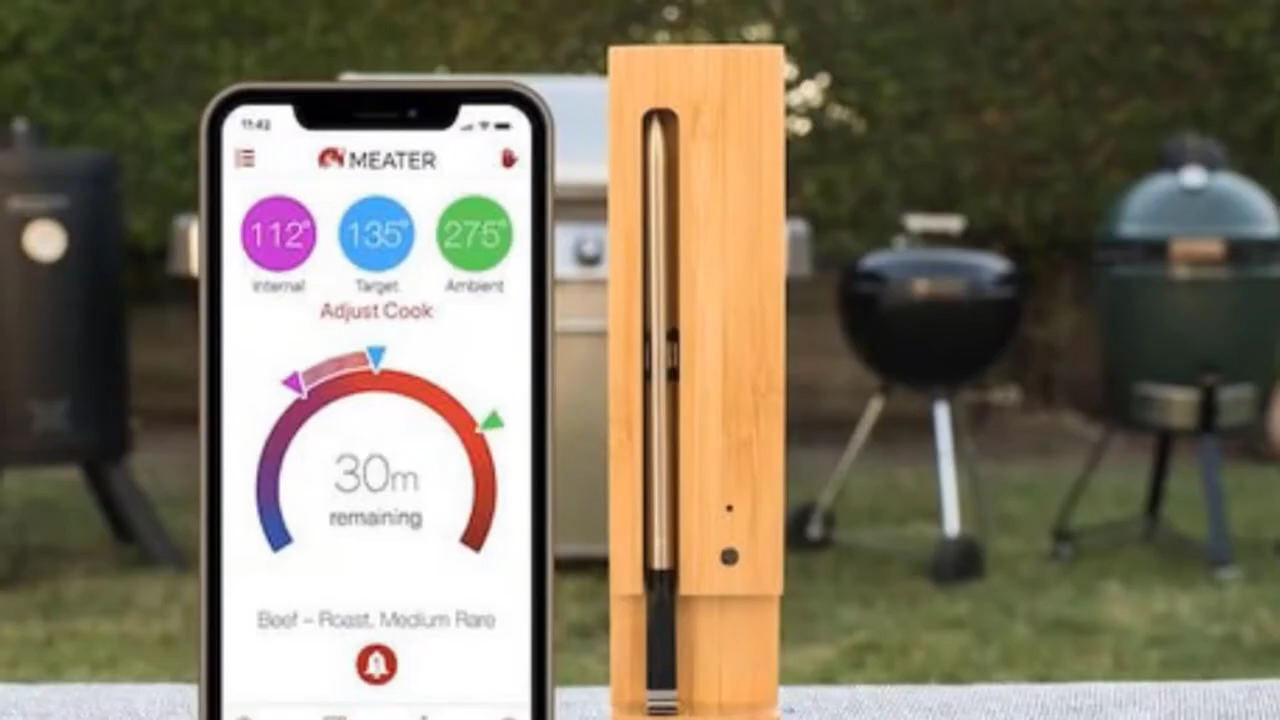 11:42
MEATER
112° 135° 275°
Internal Target Ambient
Adjust Cook
30m
remaining
Beef – Roast, Medium Rare